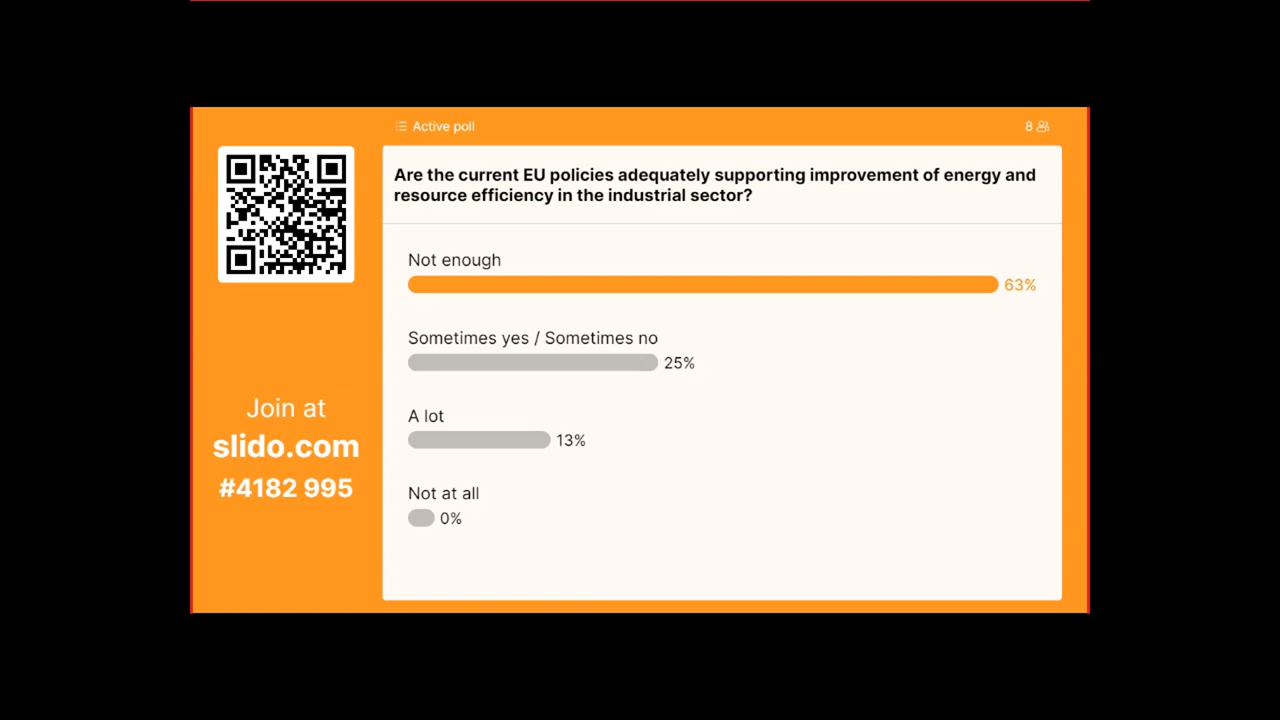 Active poll
8
Are the current EU policies adequately supporting improvement of energy and
resource efficiency in the industrial sector?
Not enough
63%
Sometimes yes / Sometimes no
25%
A lot
13%
Not at all
0%
Join at
slido.com
#4182 995